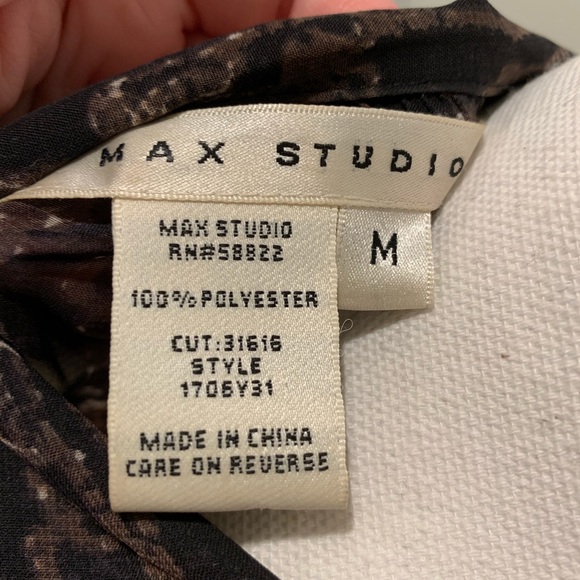 MAX STUDIO
M
MAX STUDIO
RN#58822
100% POLYESTER
CUT:31616
STYLE
1706Y31
MADE IN CHINA
CARE ON REVERSE